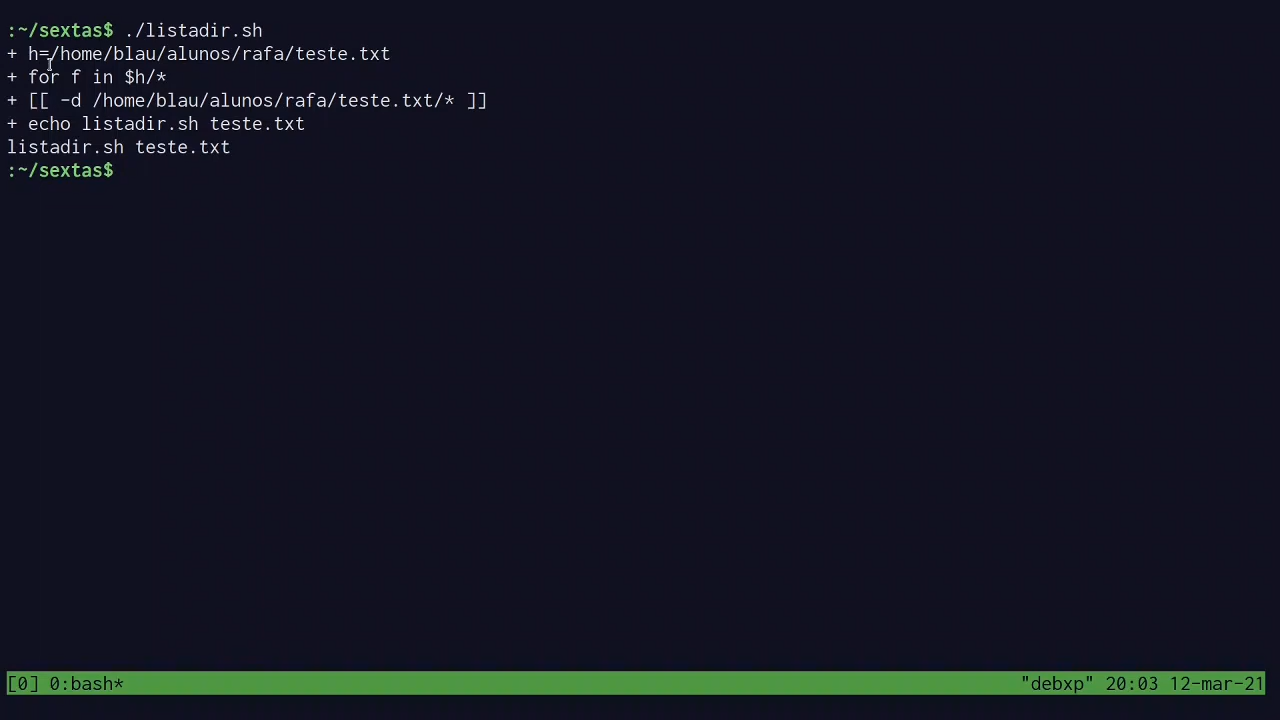 :~/sextas$ ./listadir.sh
+ h=/home/blau/alunos/rafa/teste.txt
+ for f in $h/*
+ [[ -d /home/blau/alunos/rafa/teste.txt/* ]]
+ echo listadir.sh teste.txt
listadir.sh teste.txt
:~/sextas$
[0] 0:bash* "debxp" 20:03 12-mar-21